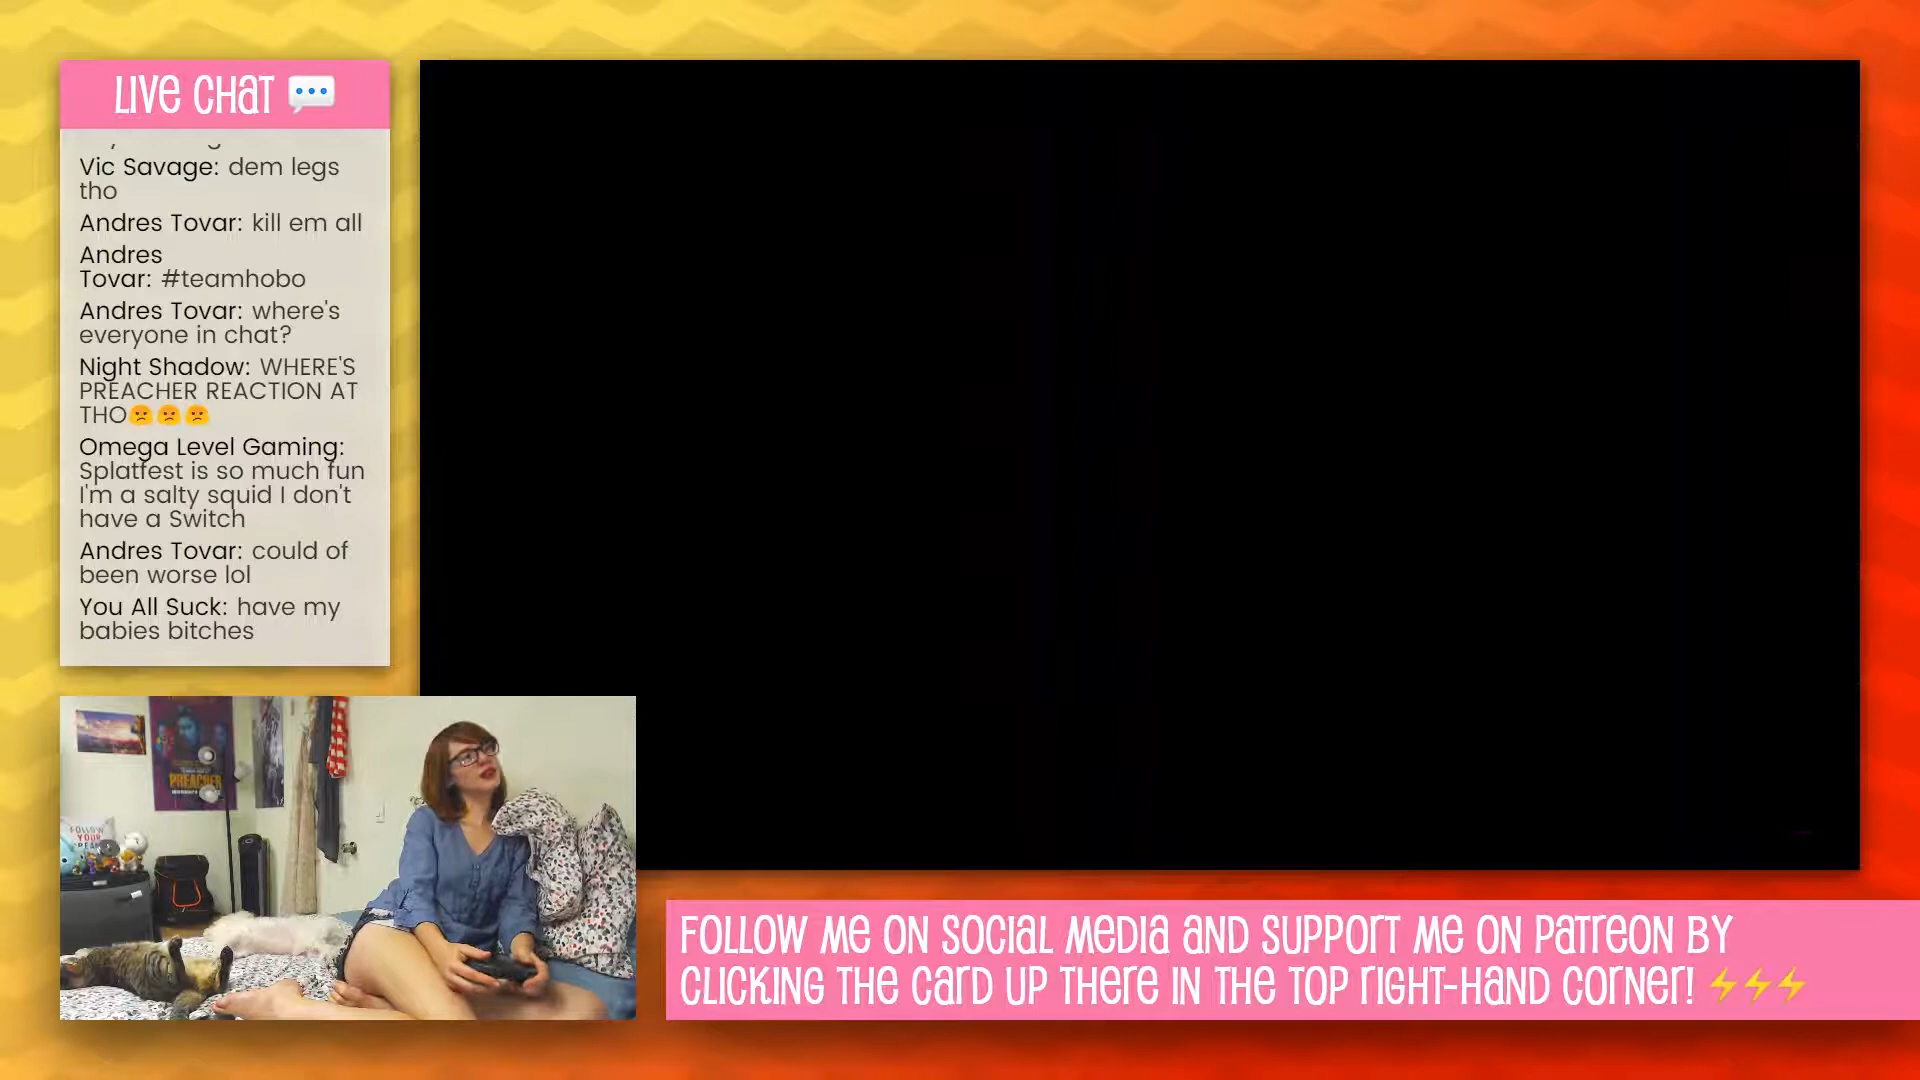 LIVE CHAT
Vic Savage: dem legs
tho
Andres Tovar: kill em all
Andres
Tovar: #teamhobo
Andres Tovar: where's
everyone in chat?
Night Shadow: WHERE'S
PREACHER REACTION AT
THO😕😕😕
Omega Level Gaming:
Splatfest is so much fun
I'm a salty squid I don't
have a Switch
Andres Tovar: could of
been worse lol
You All Suck: have my
babies bitches
PREACHER
FOLLOW
YOUR
FOLLOW ME ON SOCIAL MEDIA AND SUPPORT ME ON PATREON BY
CLICKING THE CARD UP THERE IN THE TOP RIGHT-HAND CORNER! ⚡⚡⚡